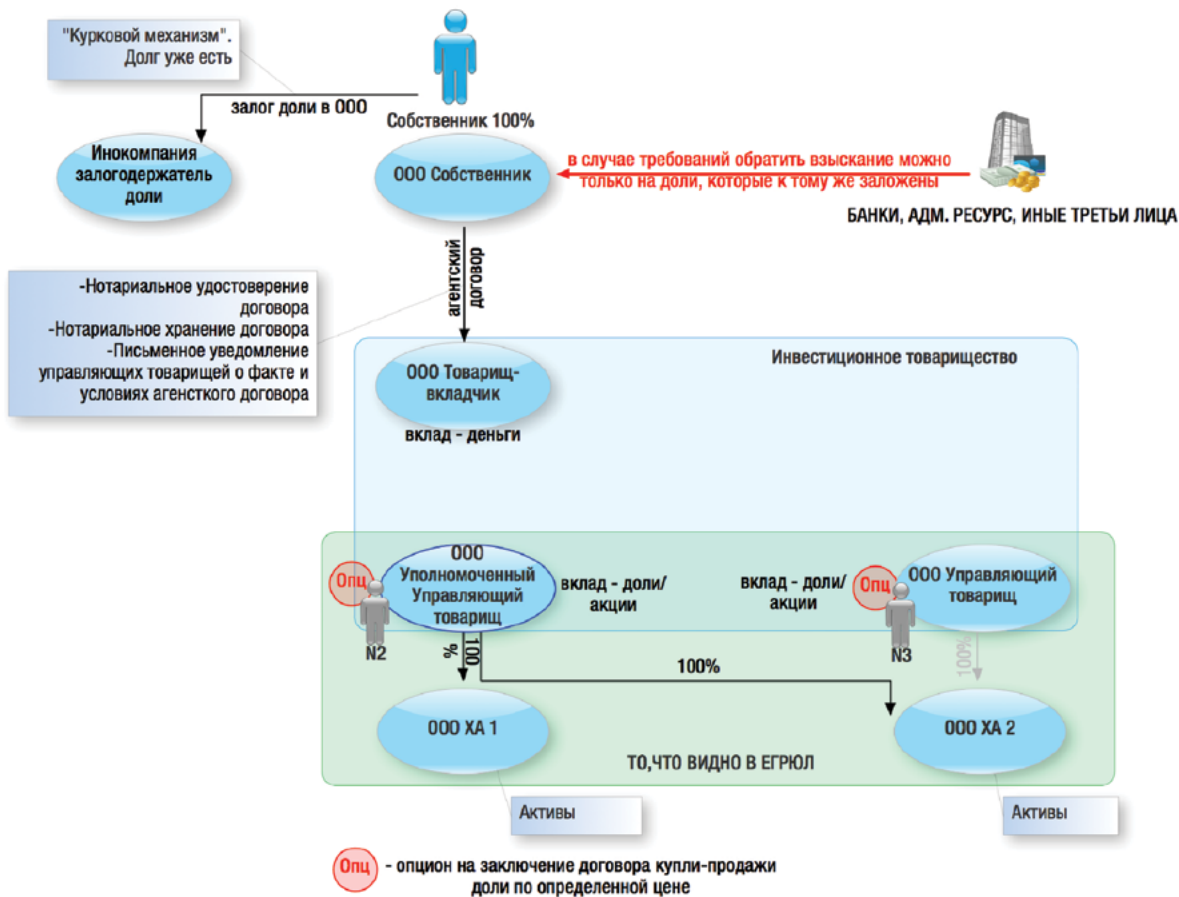 "Курковой механизм".
Долг уже есть
залог доли в ООО
Собственник 100%
Инокомпания
залогодержатель
доли
ООО Собственник
в случае требований обратить взыскание можно
только на доли, которые к тому же заложены
БАНКИ, АДМ. РЕСУРС, ИНЫЕ ТРЕТЬИ ЛИЦА
агентский
договор
-Нотариальное удостоверение
договора
-Нотариальное хранение договора
-Письменное уведомление
управляющих товарищей о факте и
условиях агенсткого договора
Инвестиционное товарищество
ООО Товарищ-
вкладчик
вклад - деньги
Опц
N2
ООО
Уполномоченный
Управляющий
товарищ
вклад - доли/
акции
вклад - доли/
акции
Опц
N3
ООО Управляющий
товарищ
100
%
100%
100%
ООО ХА 1
ООО ХА 2
ТО,ЧТО ВИДНО В ЕГРЮЛ
Активы
Активы
Опц
- опцион на заключение договора купли-продажи
доли по определенной цене